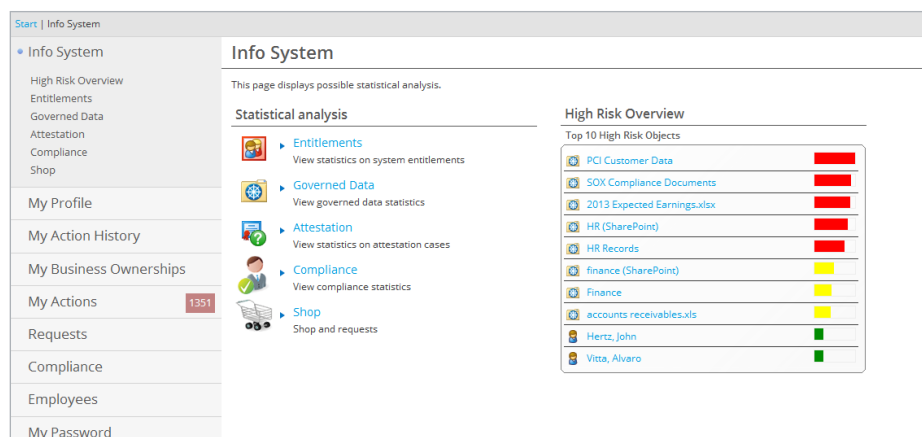 Start | Info System
Info System
High Risk Overview
Entitlements
Governed Data
Attestation
Compliance
Shop
My Profile
My Action History
My Business Ownerships
My Actions 1351
Requests
Compliance
Employees
My Password
Info System
This page displays possible statistical analysis.
Statistical analysis
Entitlements
View statistics on system entitlements
Governed Data
View governed data statistics
Attestation
View statistics on attestation cases
Compliance
View compliance statistics
Shop
Shop and requests
High Risk Overview
Top 10 High Risk Objects
PCI Customer Data
SOX Compliance Documents
2013 Expected Earnings.xlsx
HR (SharePoint)
HR Records
finance (SharePoint)
Finance
accounts receivables.xls
Hertz, John
Vitta, Alvaro